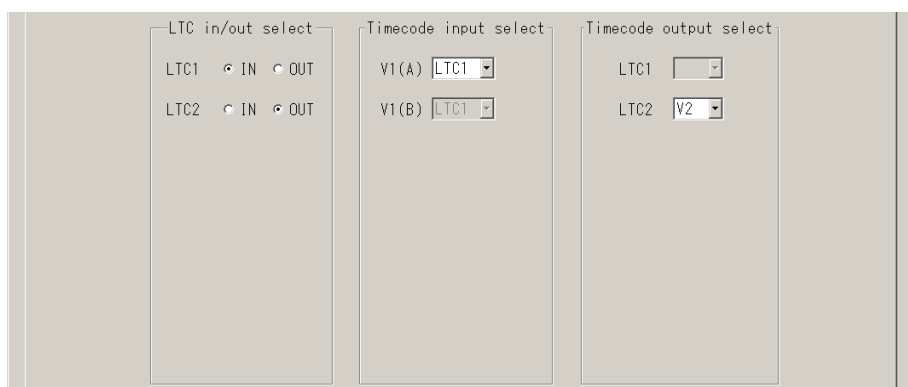 LTC in/out select
LTC1 IN OUT
LTC2 IN OUT
Timecode input select
V1(A) LTC1
V1(B) LTC1
Timecode output select
LTC1
LTC2 V2